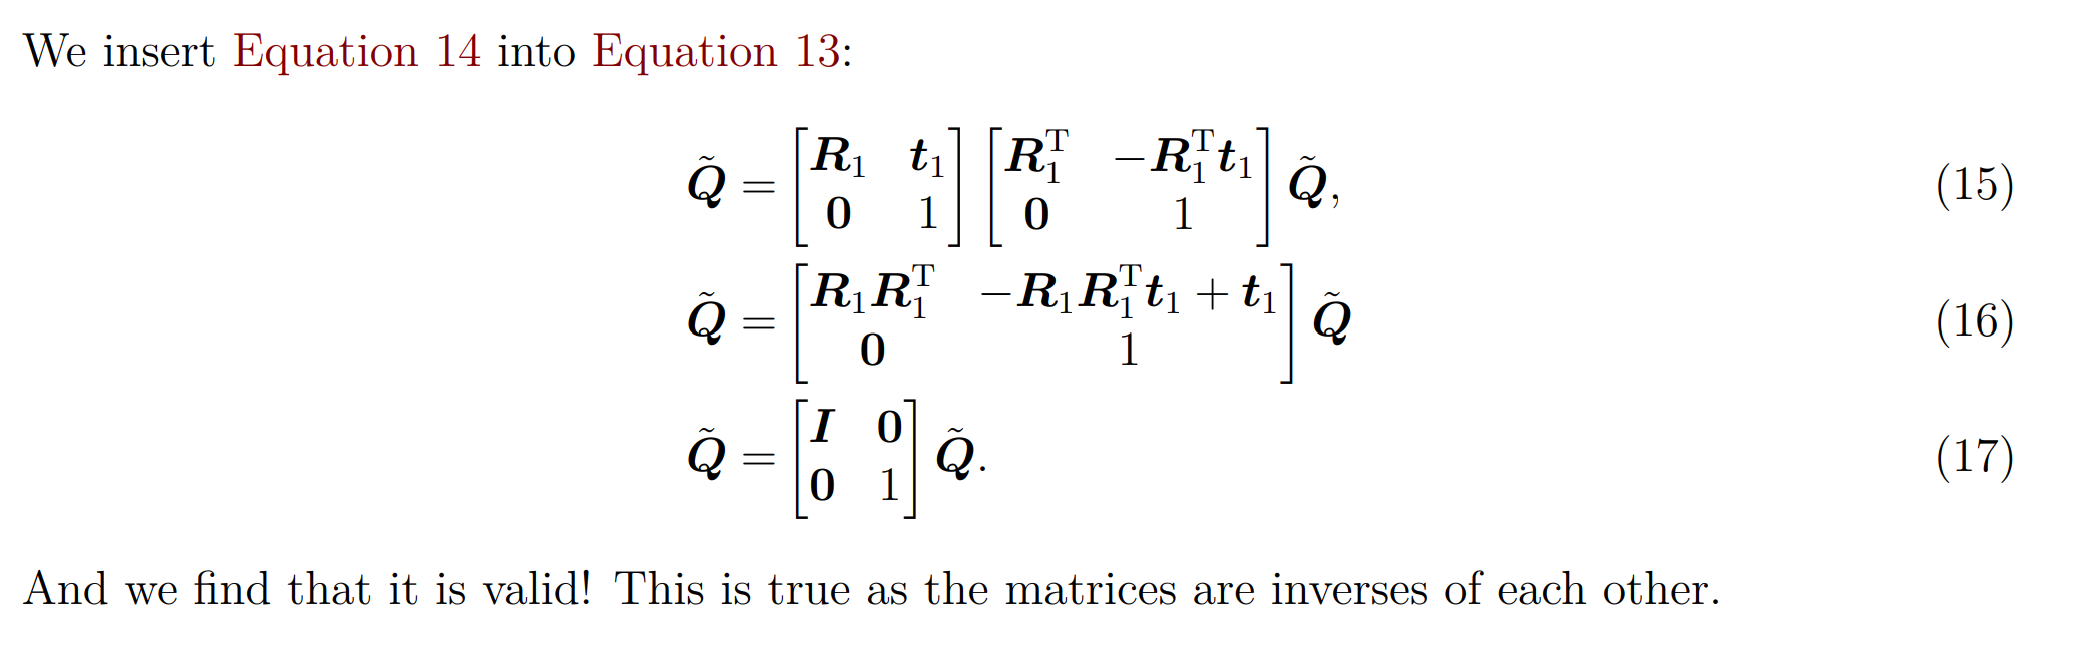 We insert Equation 14 into Equation 13:
$\tilde{\boldsymbol{Q}} = \begin{bmatrix} \boldsymbol{R}_1 & \boldsymbol{t}_1 \\ \boldsymbol{0} & 1 \end{bmatrix} \begin{bmatrix} \boldsymbol{R}_{\boldsymbol{1}}^{\mathrm{T}} & -\boldsymbol{R}_1^{\mathrm{T}} \boldsymbol{t}_1 \\ \boldsymbol{0} & 1 \end{bmatrix} \tilde{\boldsymbol{Q}},$ (15)
$\tilde{\boldsymbol{Q}} = \begin{bmatrix} \boldsymbol{R}_1 \boldsymbol{R}_1^{\mathrm{T}} & -\boldsymbol{R}_1 \boldsymbol{R}_1^{\mathrm{T}} \boldsymbol{t}_1 + \boldsymbol{t}_1 \\ \boldsymbol{0} & 1 \end{bmatrix} \tilde{\boldsymbol{Q}}$ (16)
$\tilde{\boldsymbol{Q}} = \begin{bmatrix} \boldsymbol{I} & \boldsymbol{0} \\ \boldsymbol{0} & 1 \end{bmatrix} \tilde{\boldsymbol{Q}}.$ (17)
And we find that it is valid! This is true as the matrices are inverses of each other.